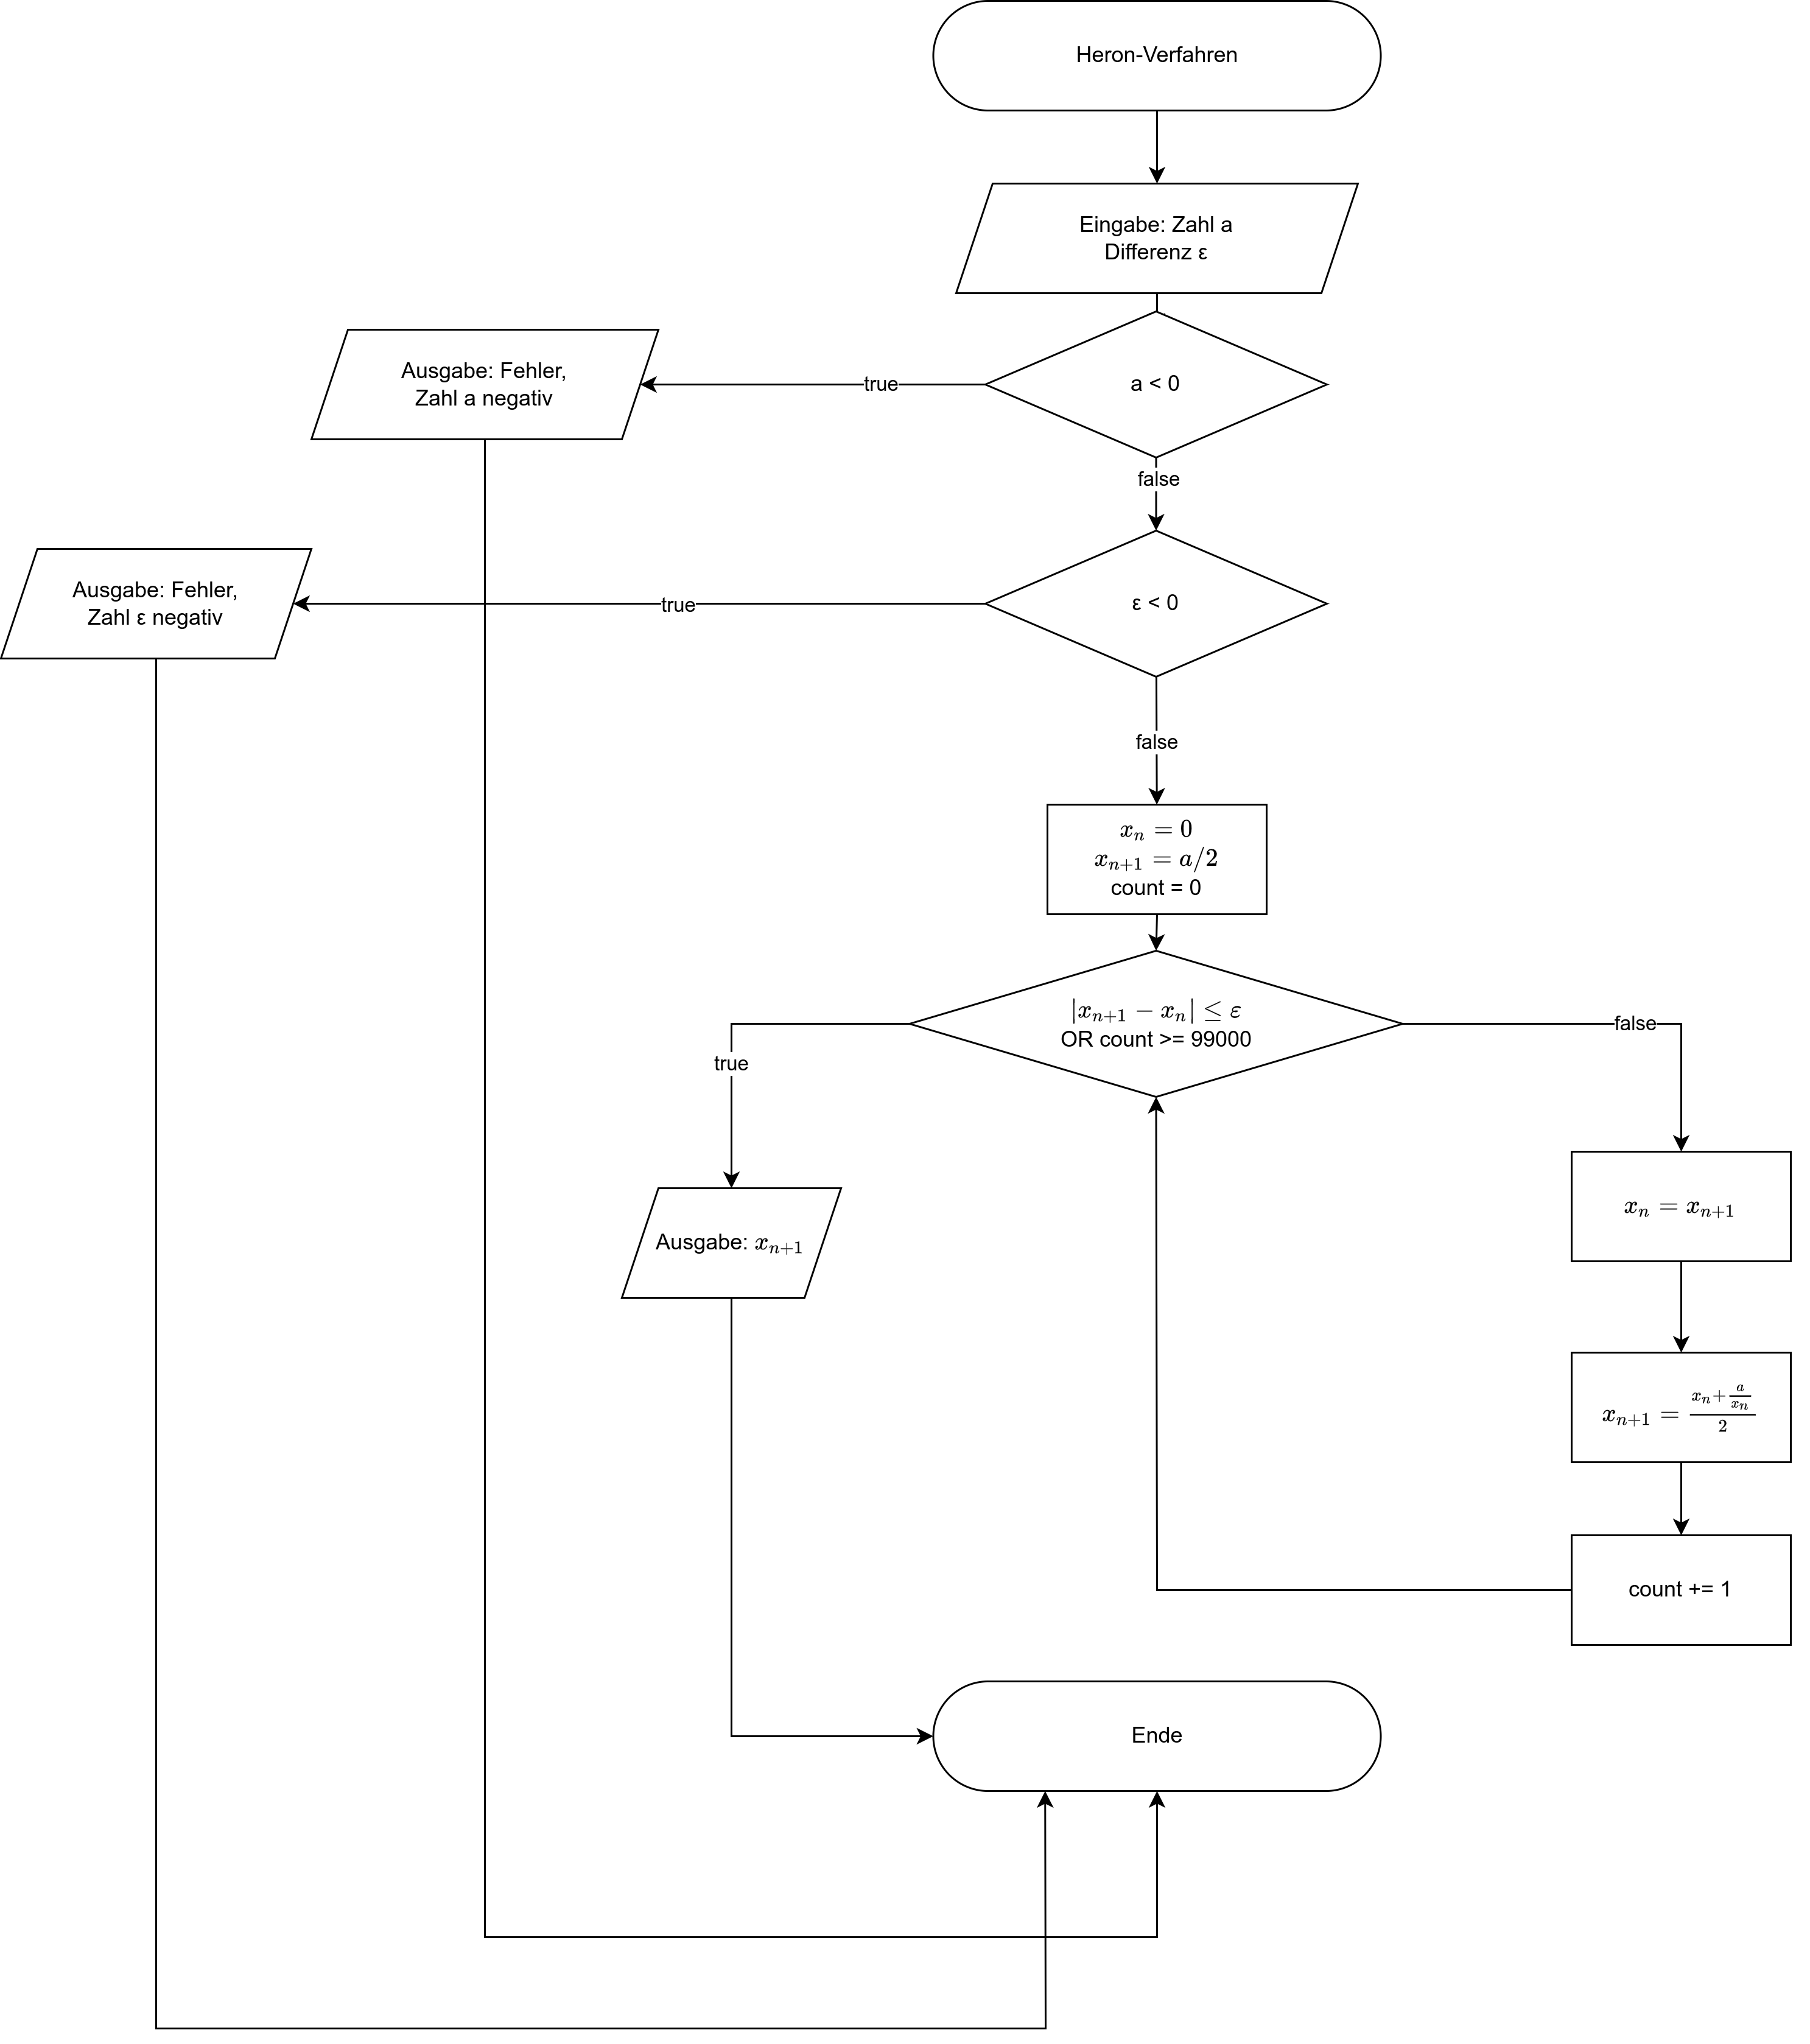 Heron-Verfahren
Eingabe: Zahl a
Differenz ε
a < 0
true
Ausgabe: Fehler,
Zahl a negativ
false
ε < 0
true
Ausgabe: Fehler,
Zahl ε negativ
false
$x_n = 0$
$x_{n+1} = a/2$
count = 0
$|x_{n+1} - x_n| \leq \varepsilon$
OR count >= 99000
true
false
Ausgabe: $x_{n+1}$
$x_n = x_{n+1}$
$x_{n+1} = \frac{x_n + \frac{a}{x_n}}{2}$
count += 1
Ende